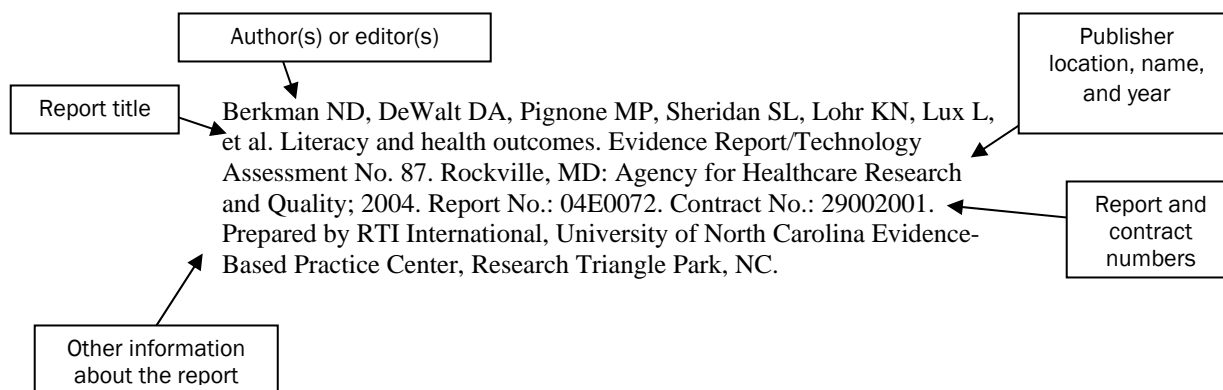 Author(s) or editor(s)
Publisher
location, name,
and year
Report title
Berkman ND, DeWalt DA, Pignone MP, Sheridan SL, Lohr KN, Lux L,
et al. Literacy and health outcomes. Evidence Report/Technology
Assessment No. 87. Rockville, MD: Agency for Healthcare Research
and Quality; 2004. Report No.: 04E0072. Contract No.: 29002001.
Prepared by RTI International, University of North Carolina Evidence-
Based Practice Center, Research Triangle Park, NC.
Report and
contract
numbers
Other information
about the report